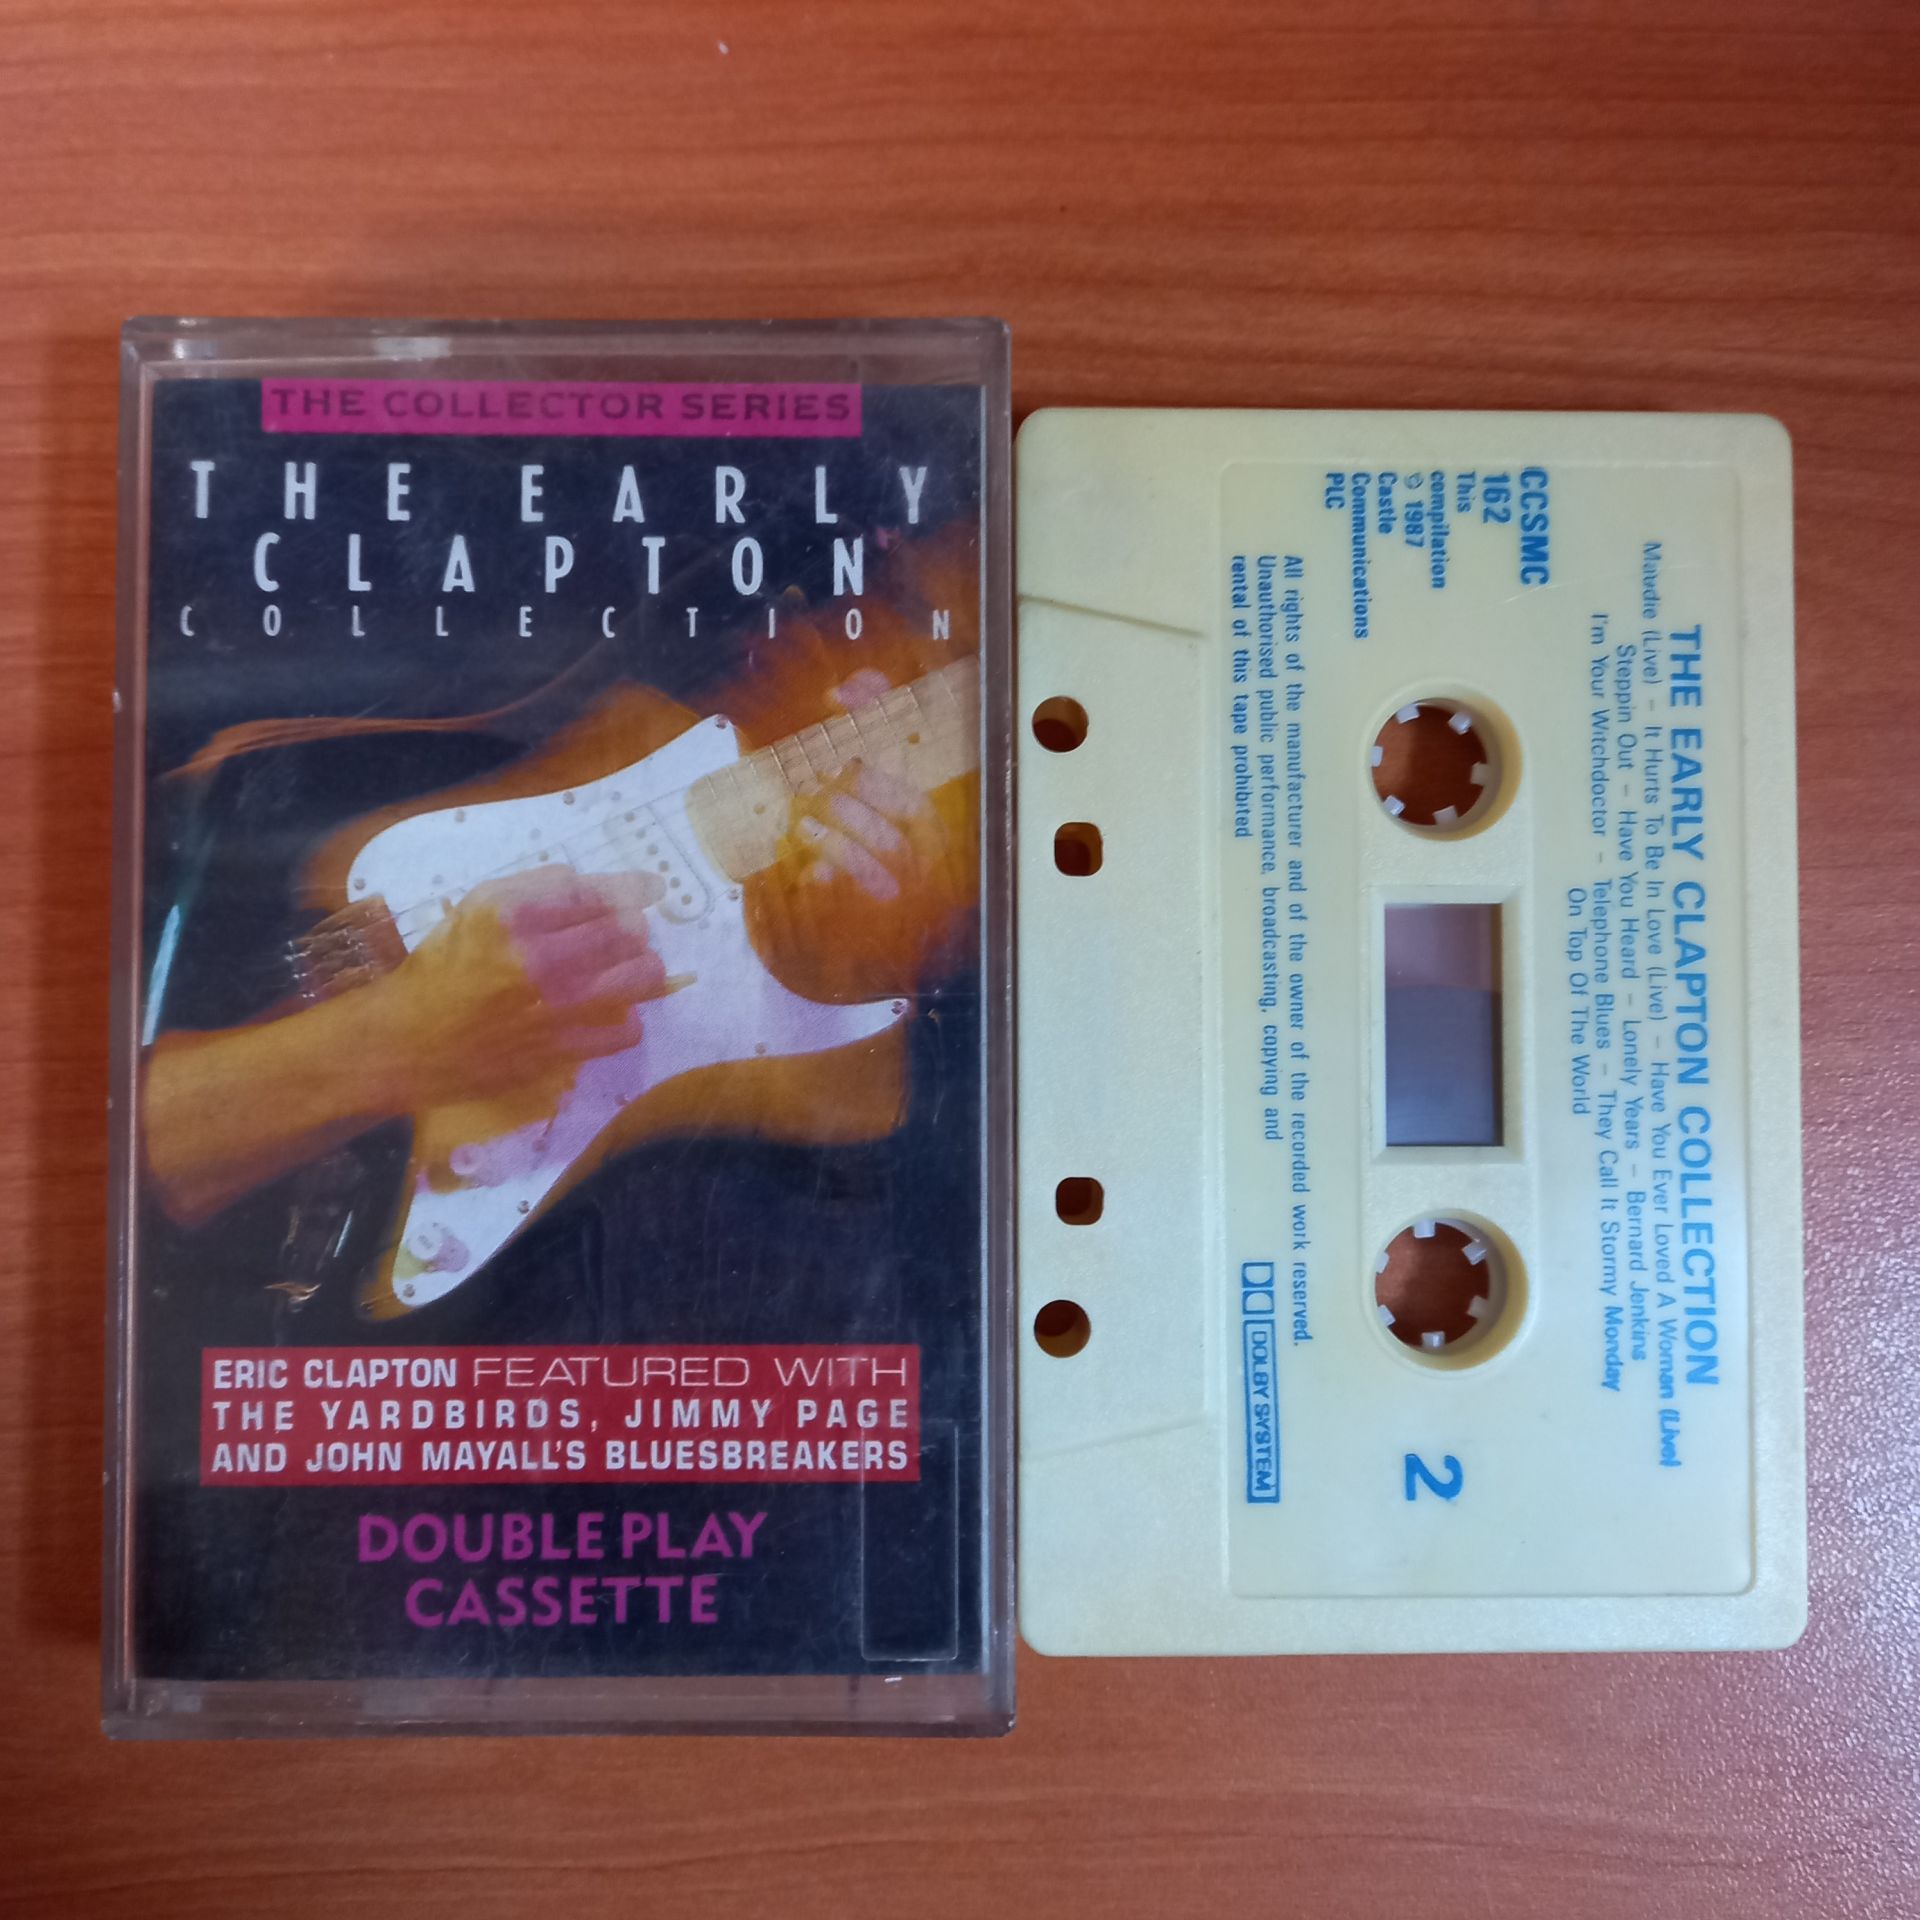 THE COLLECTOR SERIES
THE EARLY
CLAPTON
COLLECTION
ERIC CLAPTON FEATURED WITH
THE YARDBIRDS, JIMMY PAGE
AND JOHN MAYALL'S BLUESBREAKERS
DOUBLE PLAY
CASSETTE
THE EARLY CLAPTON COLLECTION
Maudie (Live) – It Hurts To Be In Love (Live) – Have You Ever Loved A Woman (Live)
Steppin Out – Have You Heard – Lonely Years – Bernard Jenkins
I'm Your Witchdoctor – Telephone Blues – They Call It Stormy Monday
On Top Of The World
CCSMC
162
This
compilation
© 1987
Castle
Communications
PLC
2
All rights of the manufacturer and of the owner of the recorded work reserved.
Unauthorised public performance, broadcasting, copying and
rental of this tape prohibited
DOLBY SYSTEM